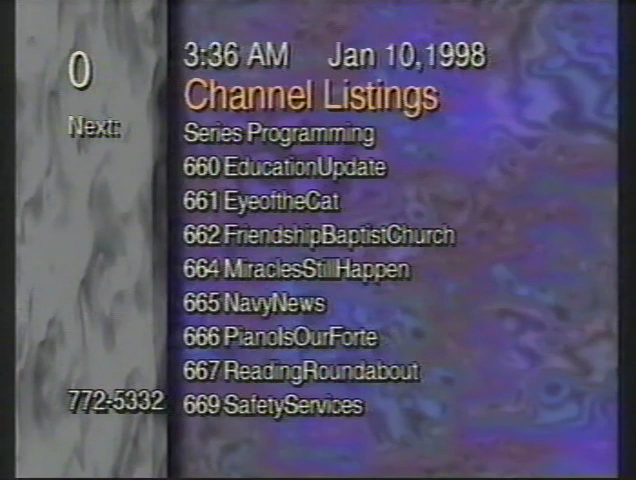 0
Next:
772-5332
3:36 AM Jan 10,1998
Channel Listings
Series Programming
660 EducationUpdate
661 EyeoftheCat
662 FriendshipBaptistChurch
664 MiraclesStillHappen
665 NavyNews
666 PianoIsOurForte
667 ReadingRoundabout
669 SafetyServices